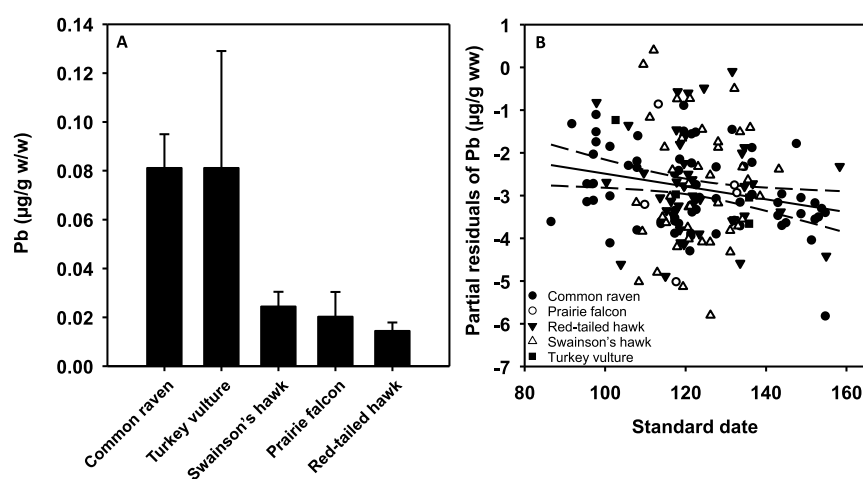 A
Pb (µg/g w/w)
0.14
0.12
0.10
0.08
0.06
0.04
0.02
0.00
Common raven
Turkey vulture
Swainson's hawk
Prairie falcon
Red-tailed hawk
B
Partial residuals of Pb (µg/g ww)
1
0
-1
-2
-3
-4
-5
-6
-7
Common raven
Prairie falcon
Red-tailed hawk
Swainson's hawk
Turkey vulture
80
100
120
140
160
Standard date